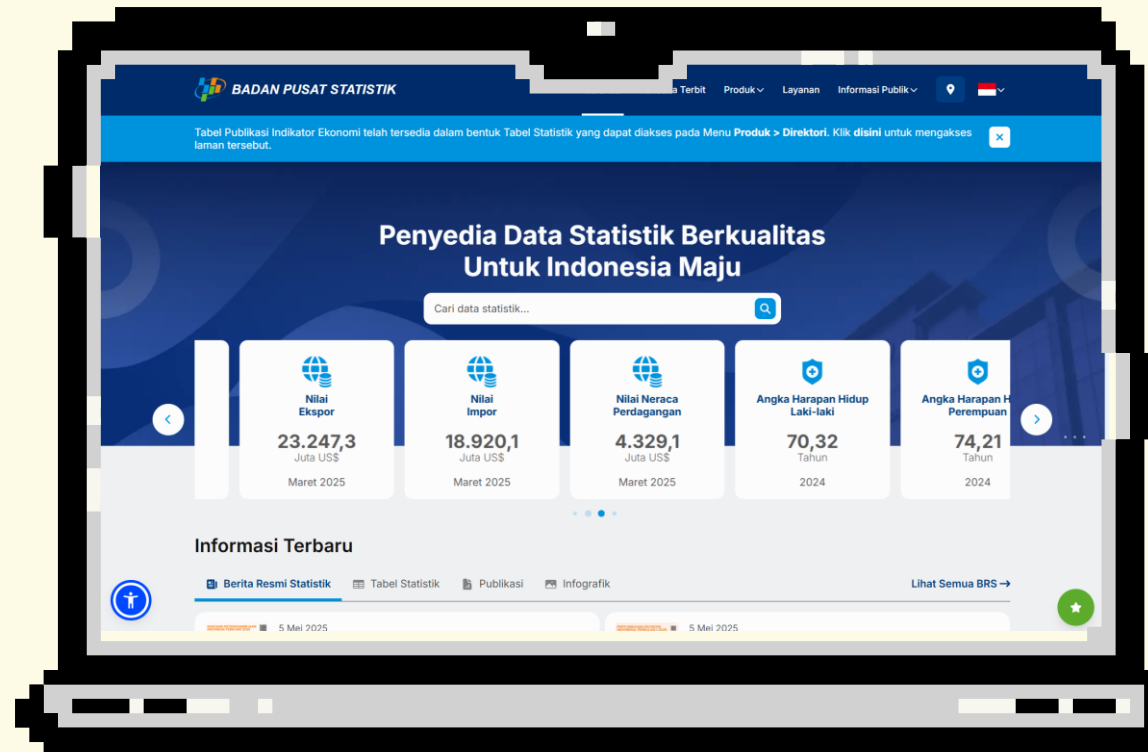 BADAN PUSAT STATISTIK
Terbit Produk Layanan Informasi Publik
Tabel Publikasi Indikator Ekonomi telah tersedia dalam bentuk Tabel Statistik yang dapat diakses pada Menu Produk > Direktori. Klik disini untuk mengakses
laman tersebut.
Penyedia Data Statistik Berkualitas
Untuk Indonesia Maju
Cari data statistik...
Nilai
Ekspor
23.247,3
Juta US$
Maret 2025
Nilai
Impor
18.920,1
Juta US$
Maret 2025
Nilai Neraca
Perdagangan
4.329,1
Juta US$
Maret 2025
Angka Harapan Hidup
Laki-laki
70,32
Tahun
2024
Angka Harapan H
Perempuan
74,21
Tahun
2024
Informasi Terbaru
Berita Resmi Statistik Tabel Statistik Publikasi Infografik Lihat Semua BRS →
5 Mei 2025
5 Mei 2025